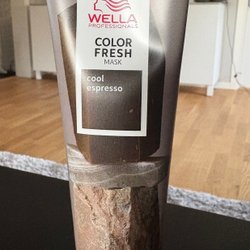 WELLA
PROFESSIONALS
COLOR
FRESH
MASK
cool
espresso